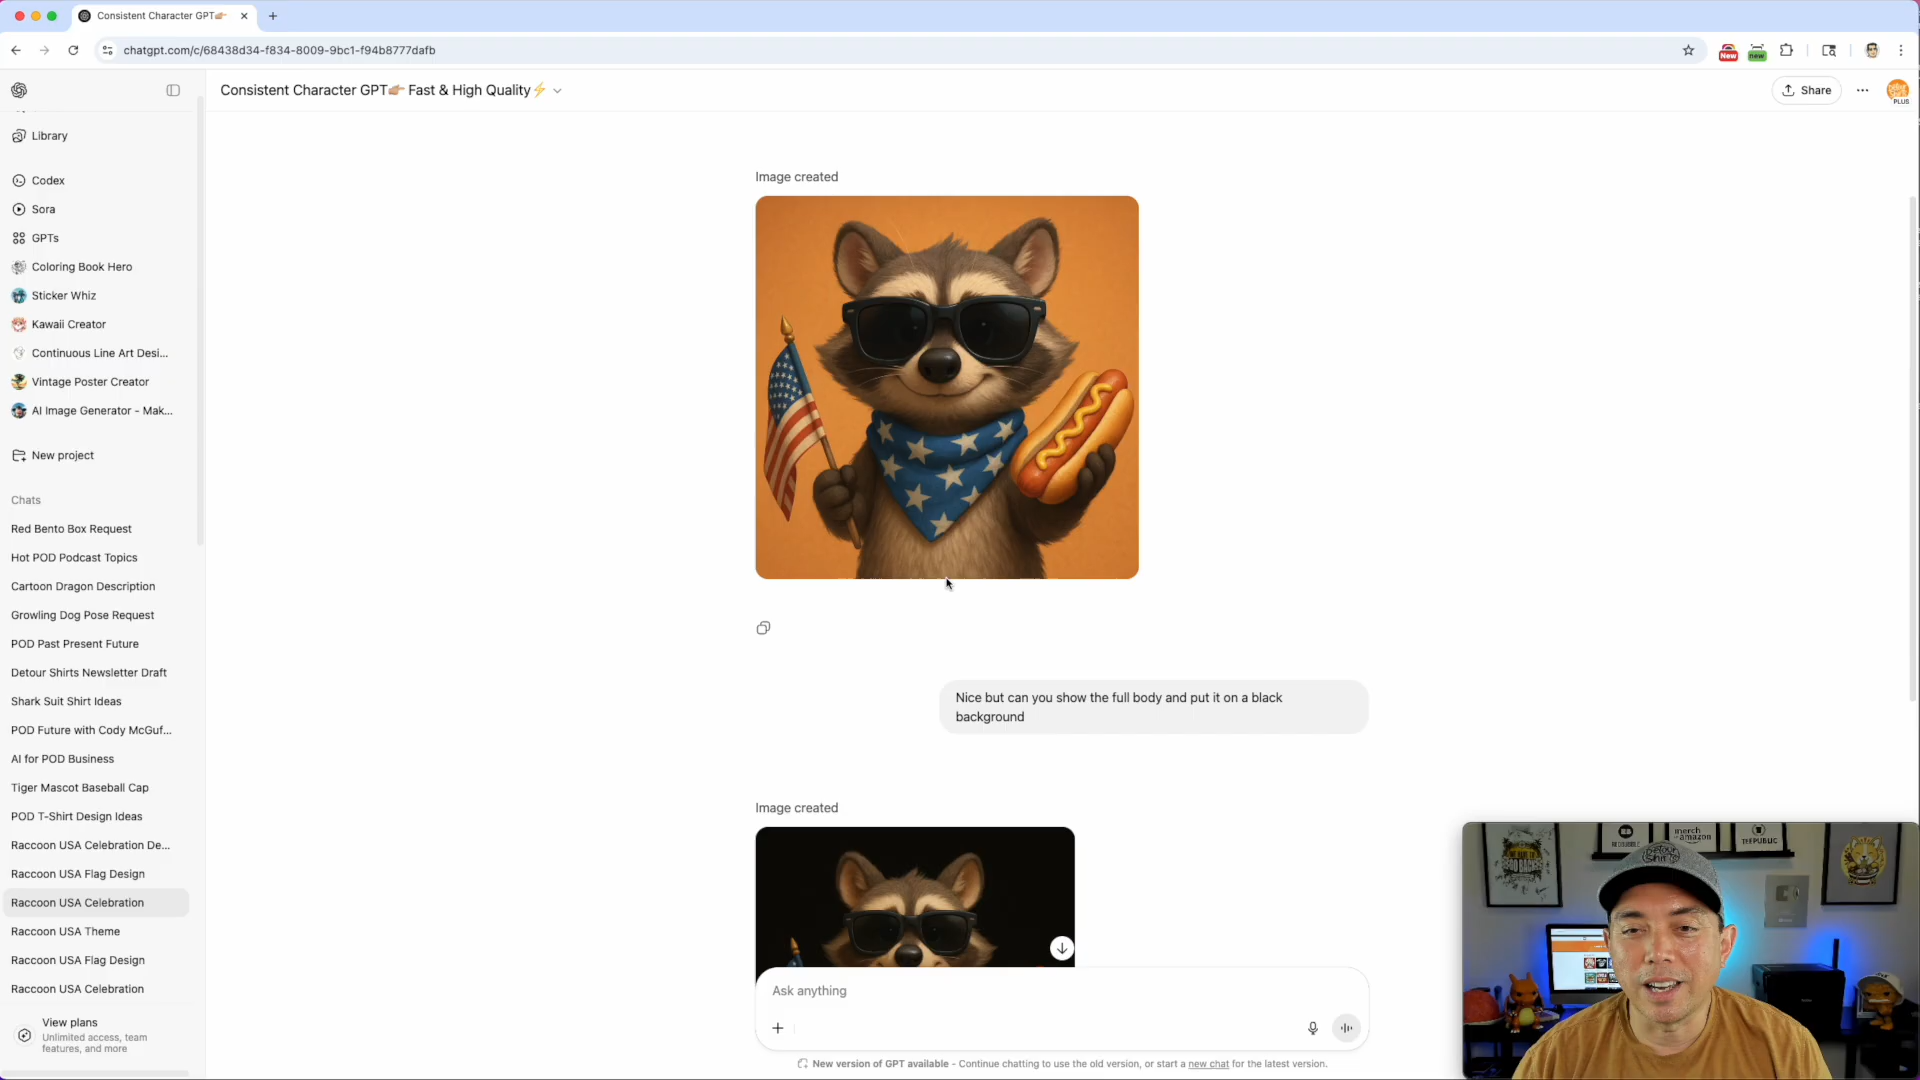 Consistent Character GPT👉🏼
chatgpt.com/c/68438d34-f834-8009-9bc1-f94b8777dafb
New
new
Consistent Character GPT👉🏼 Fast & High Quality⚡
Share
PLUS
Library
Codex
Sora
GPTs
Coloring Book Hero
Sticker Whiz
Kawaii Creator
Continuous Line Art Desi...
Vintage Poster Creator
AI Image Generator - Mak...
New project
Chats
Red Bento Box Request
Hot POD Podcast Topics
Cartoon Dragon Description
Growling Dog Pose Request
POD Past Present Future
Detour Shirts Newsletter Draft
Shark Suit Shirt Ideas
POD Future with Cody McGuf...
AI for POD Business
Tiger Mascot Baseball Cap
POD T-Shirt Design Ideas
Raccoon USA Celebration De...
Raccoon USA Flag Design
Raccoon USA Celebration
Raccoon USA Theme
Raccoon USA Flag Design
Raccoon USA Celebration
View plans
Unlimited access, team
features, and more
Image created
Nice but can you show the full body and put it on a black
background
Image created
Ask anything
New version of GPT available - Continue chatting to use the old version, or start a new chat for the latest version.
merch
amazon
TEEPUBLIC